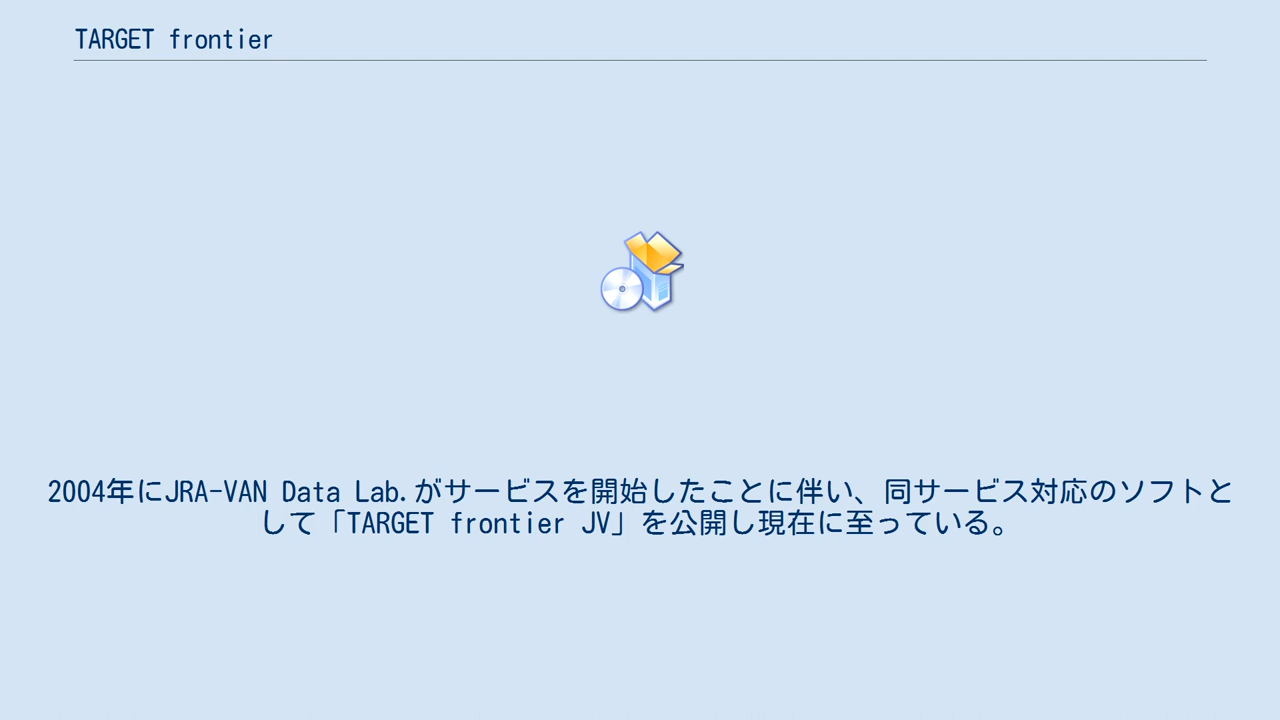 TARGET frontier
2004年にJRA-VAN Data Lab.がサービスを開始したことに伴い、同サービス対応のソフトと
して「TARGET frontier JV」を公開し現在に至っている。